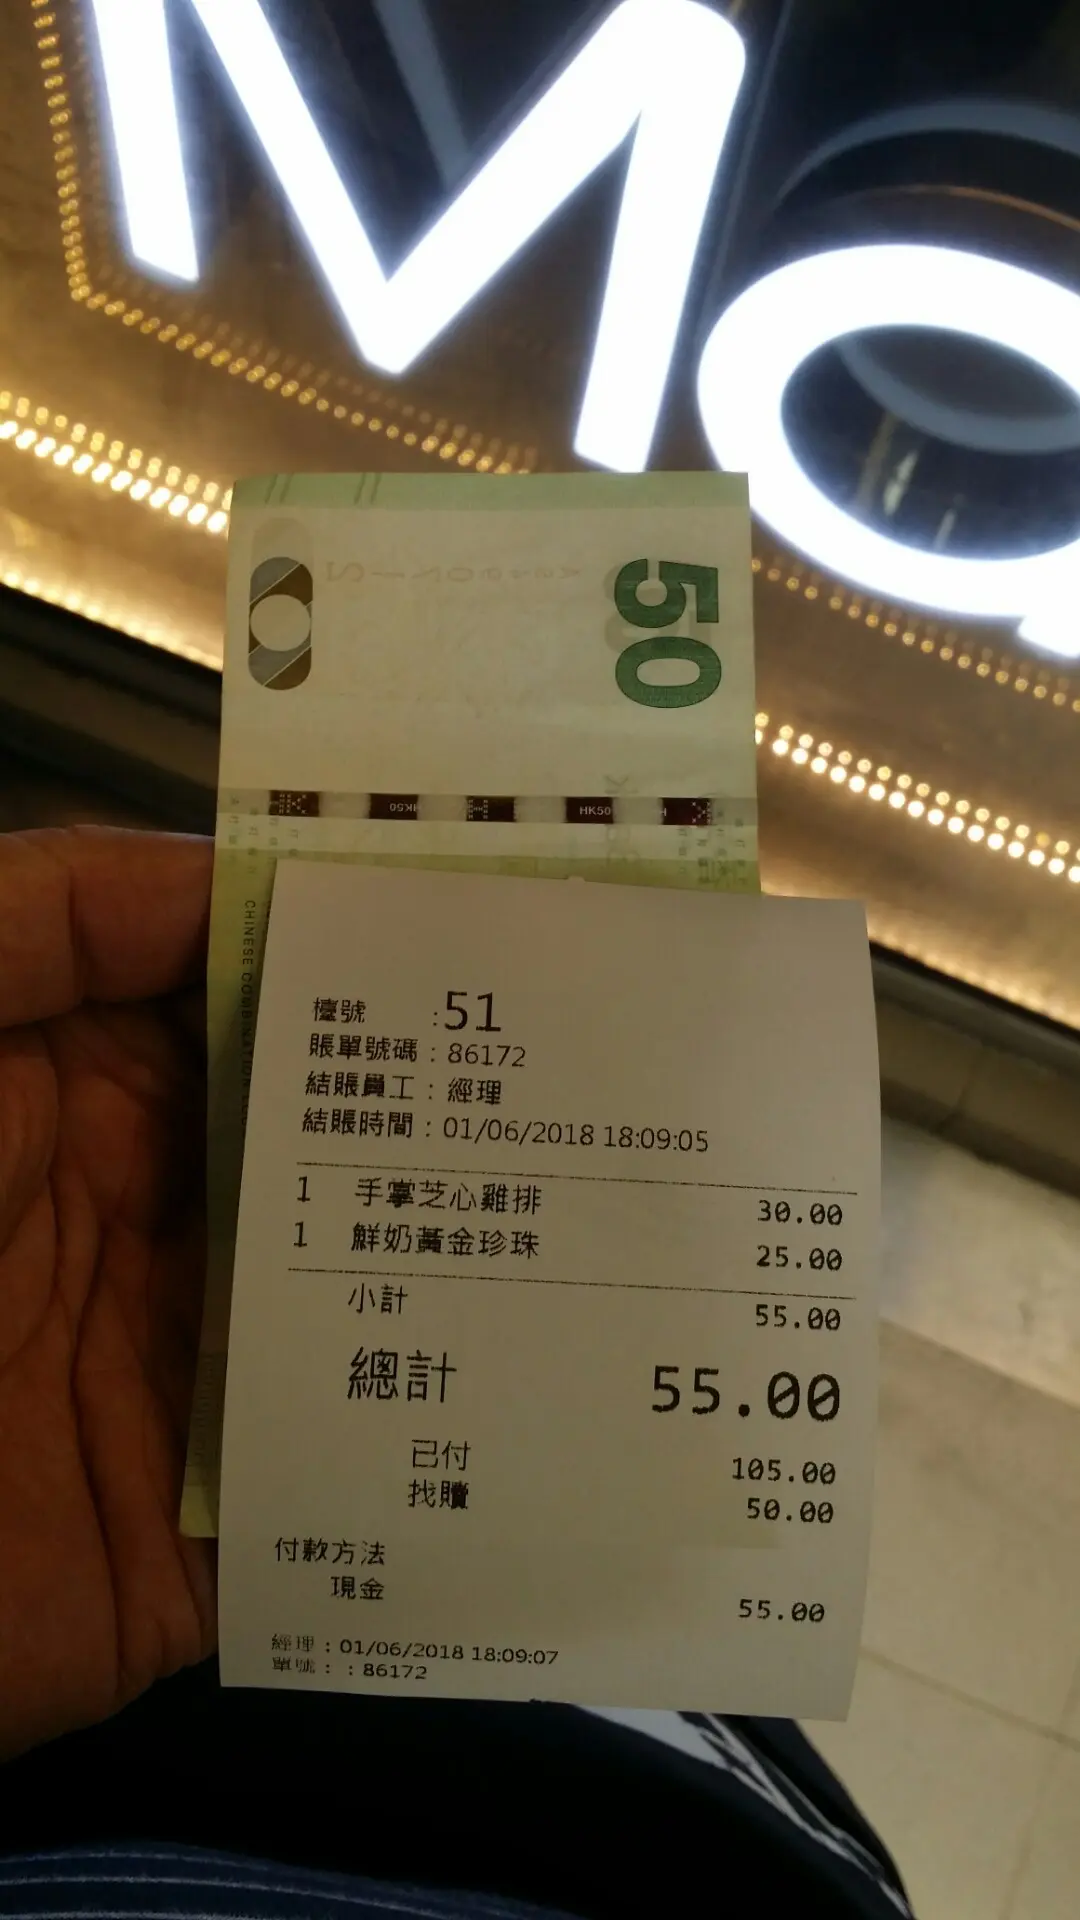 Mo
50
HK50
HK50
CHINESE COMBINATION
檯號 :51
賬單號碼 : 86172
結賬員工 : 經理
結賬時間 : 01/06/2018 18:09:05
1 手掌芝心雞排 30.00
1 鮮奶黃金珍珠 25.00
小計 55.00
總計 55.00
已付 105.00
找贖 50.00
付款方法
現金 55.00
經理 : 01/06/2018 18:09:07
單號 : : 86172